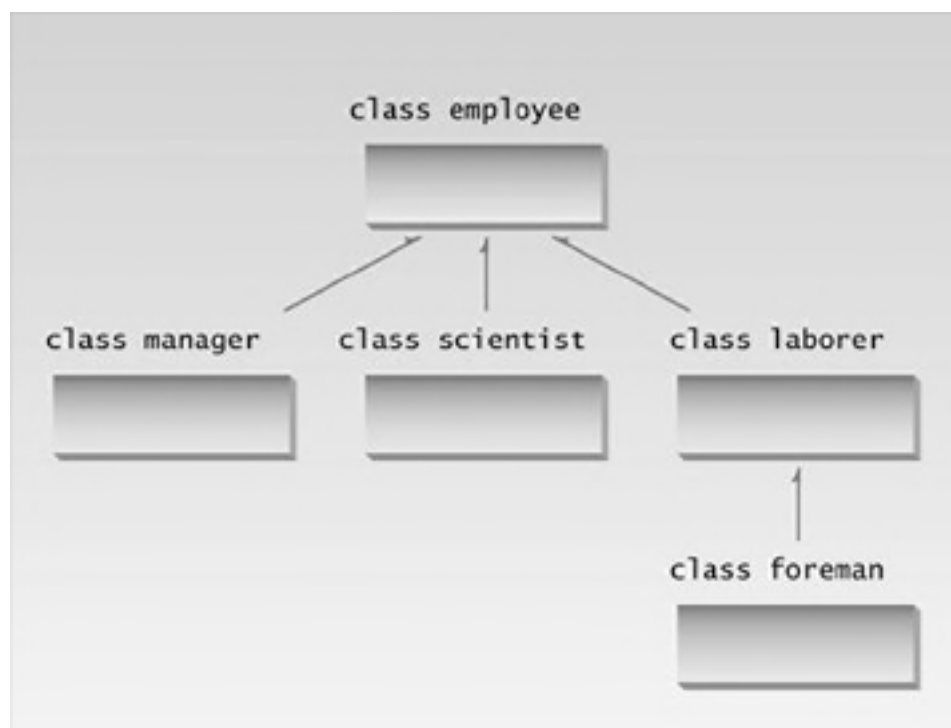 class employee
class manager
class scientist
class laborer
class foreman